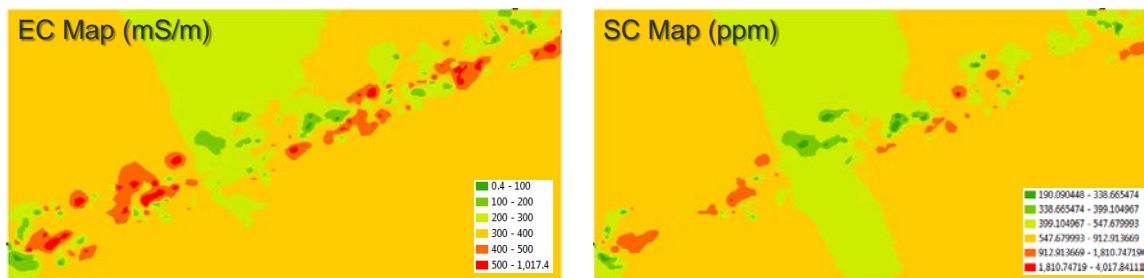 EC Map (mS/m)
0.4 - 100
100 - 200
200 - 300
300 - 400
400 - 500
500 - 1,017.4
SC Map (ppm)
190.090448 - 338.665474
338.665474 - 399.104967
399.104967 - 547.679993
547.679993 - 912.913669
912.913669 - 1,810.74719
1,810.74719 - 4,017.8411